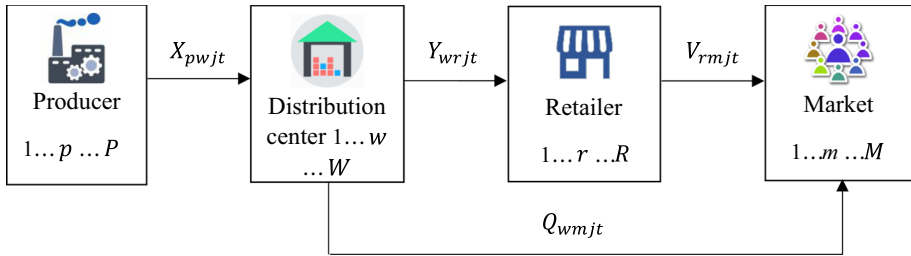 X_{pwjt}
Y_{wrjt}
V_{rmjt}
Producer
1…p …P
Distribution
center 1…w
…W
Retailer
1…r …R
Market
1…m …M
Q_{wmjt}